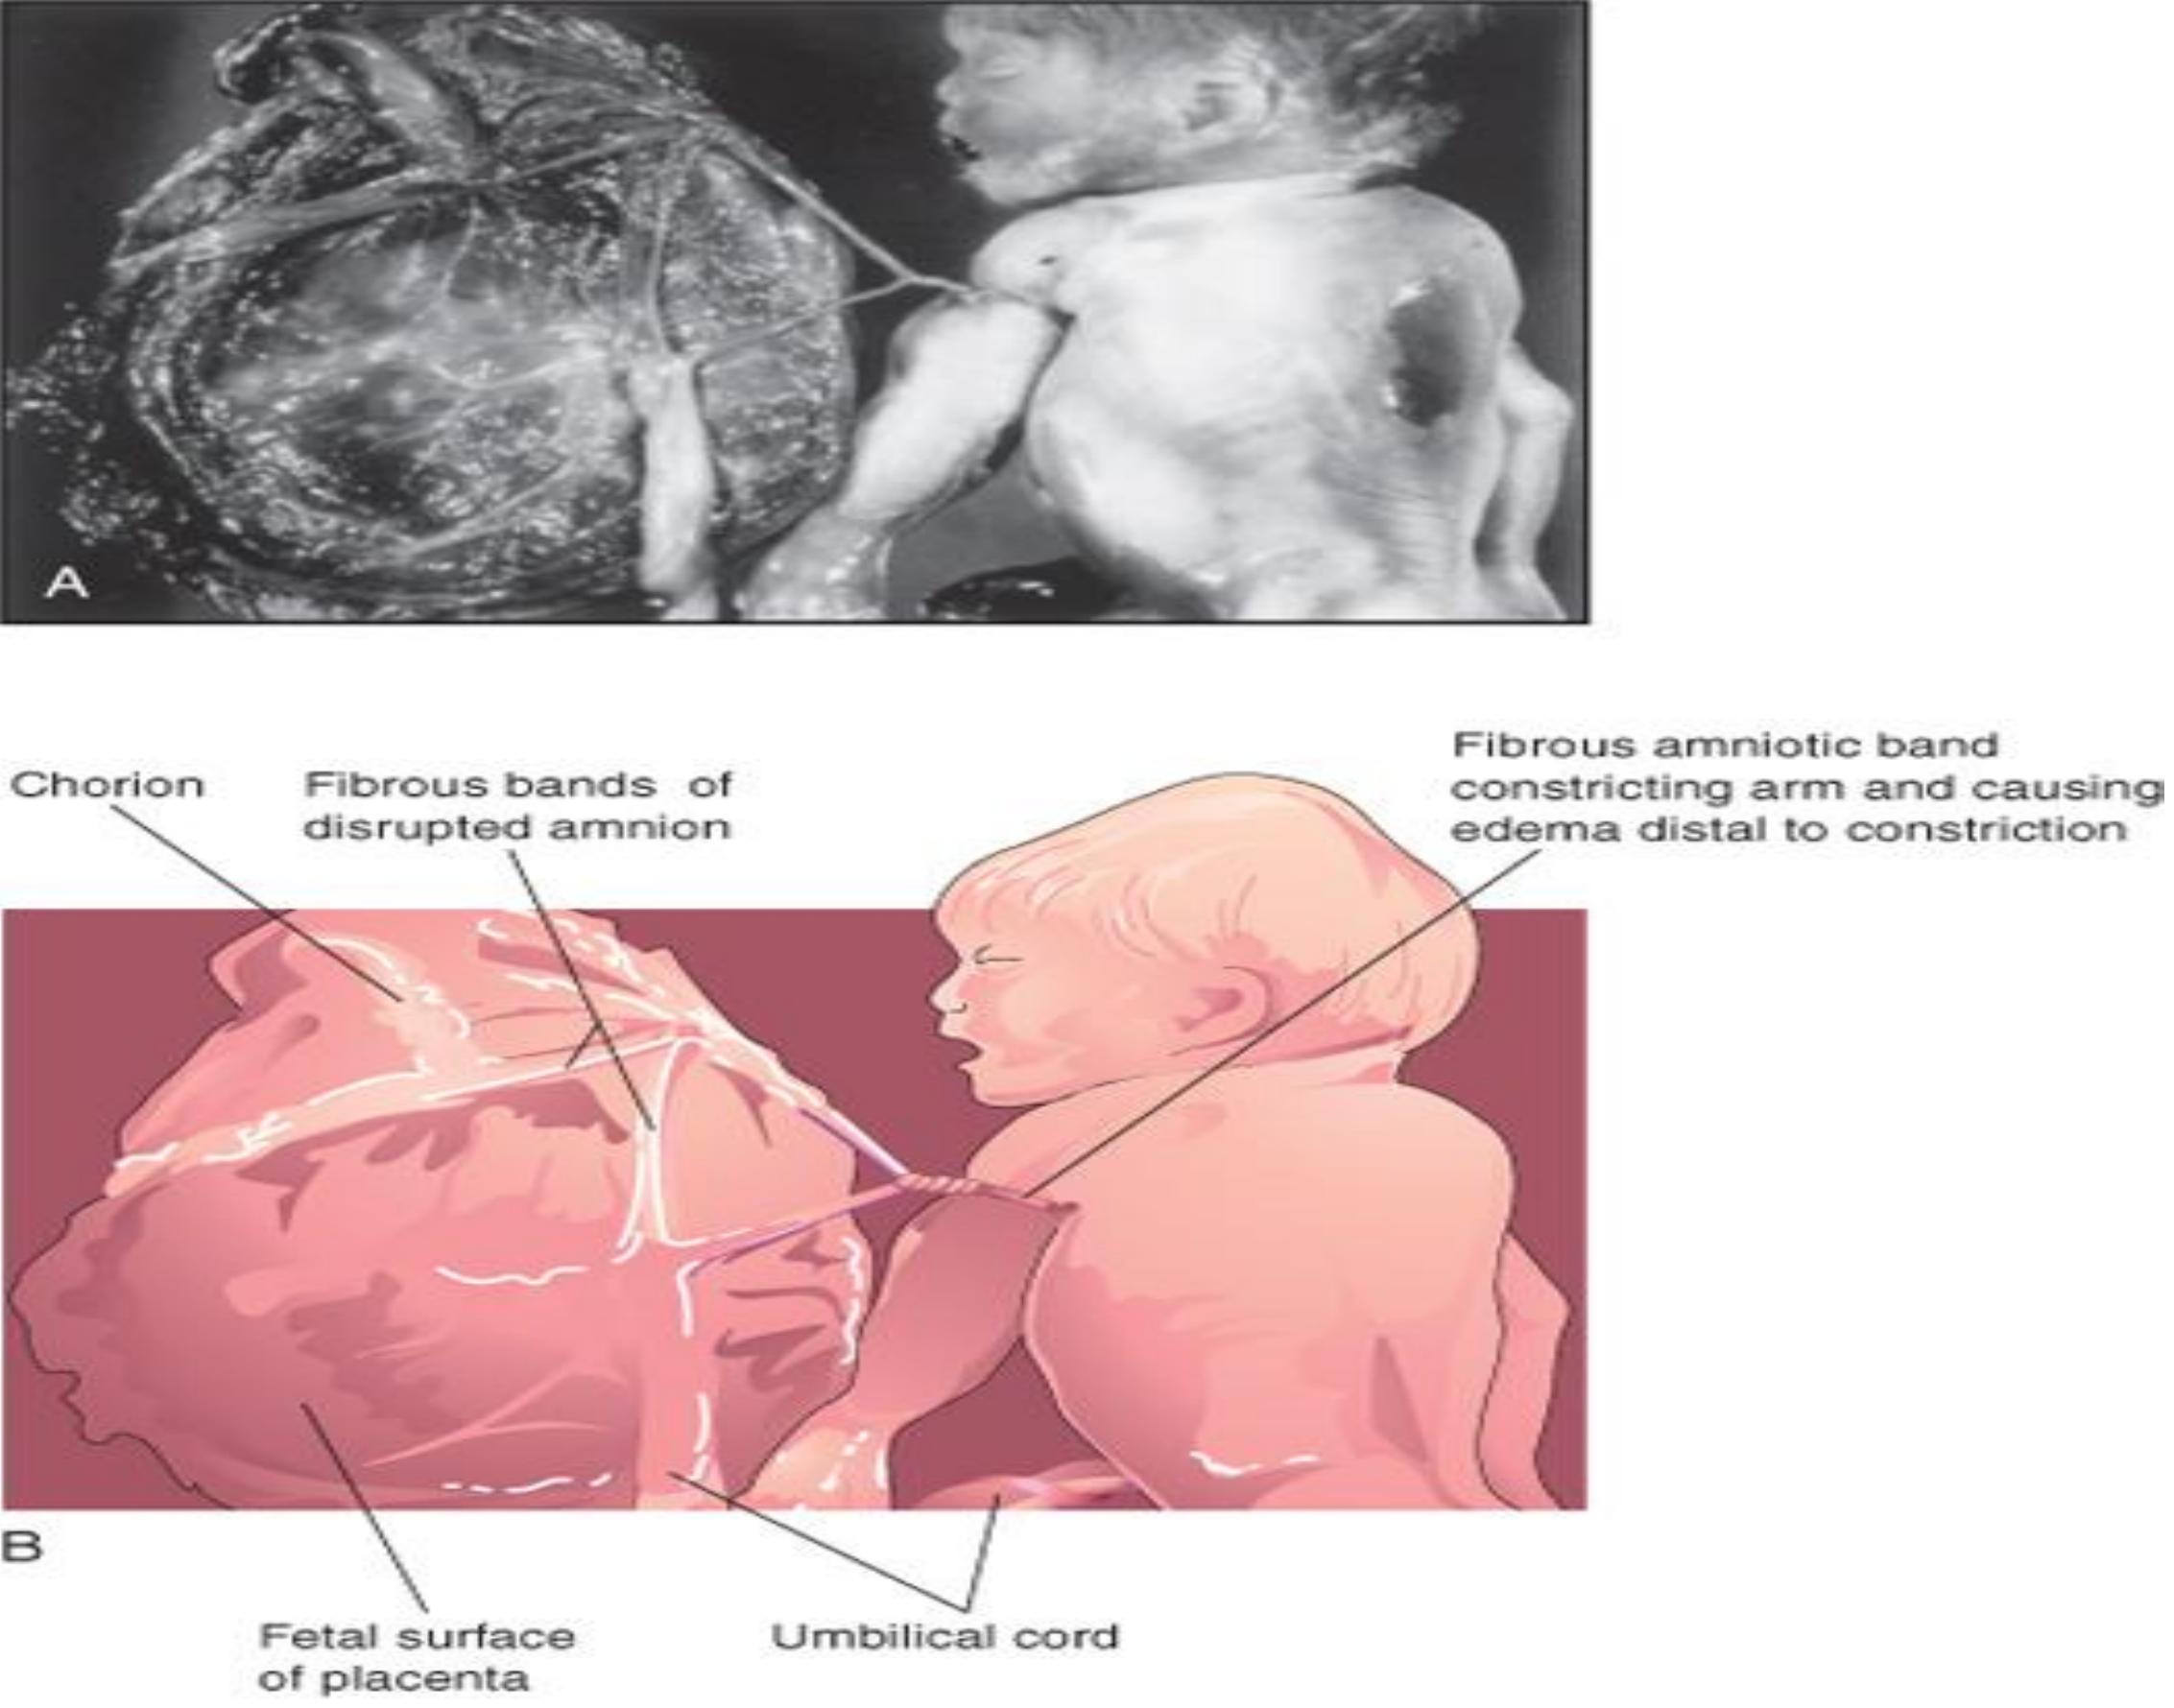 A
Fibrous amniotic band
constricting arm and causing
edema distal to constriction
Chorion
Fibrous bands of
disrupted amnion
B
Fetal surface
of placenta
Umbilical cord